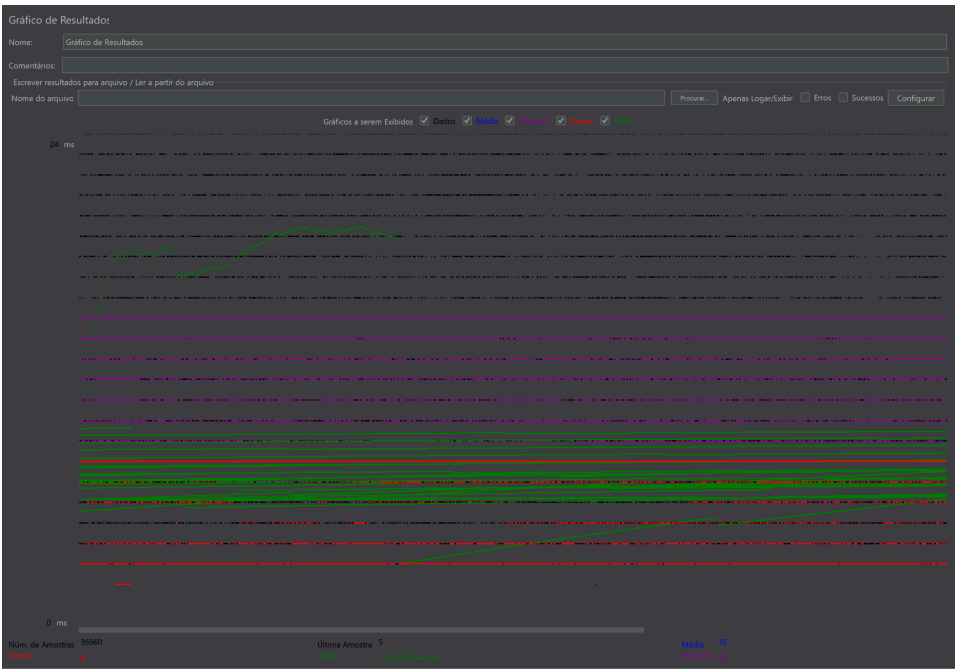 Gráfico de Resultados
Nome: Gráfico de Resultados
Comentários:
Escrever resultados para arquivo / Ler a partir do arquivo
Nome do arquivo Procurar... Apenas Logar/Exibir Erros Sucessos Configurar
Gráficos a serem Exibidos Dados Média Desvio
24 ms
0 ms
Núm. de Amostras 36960 Última Amostra 5 Média 15